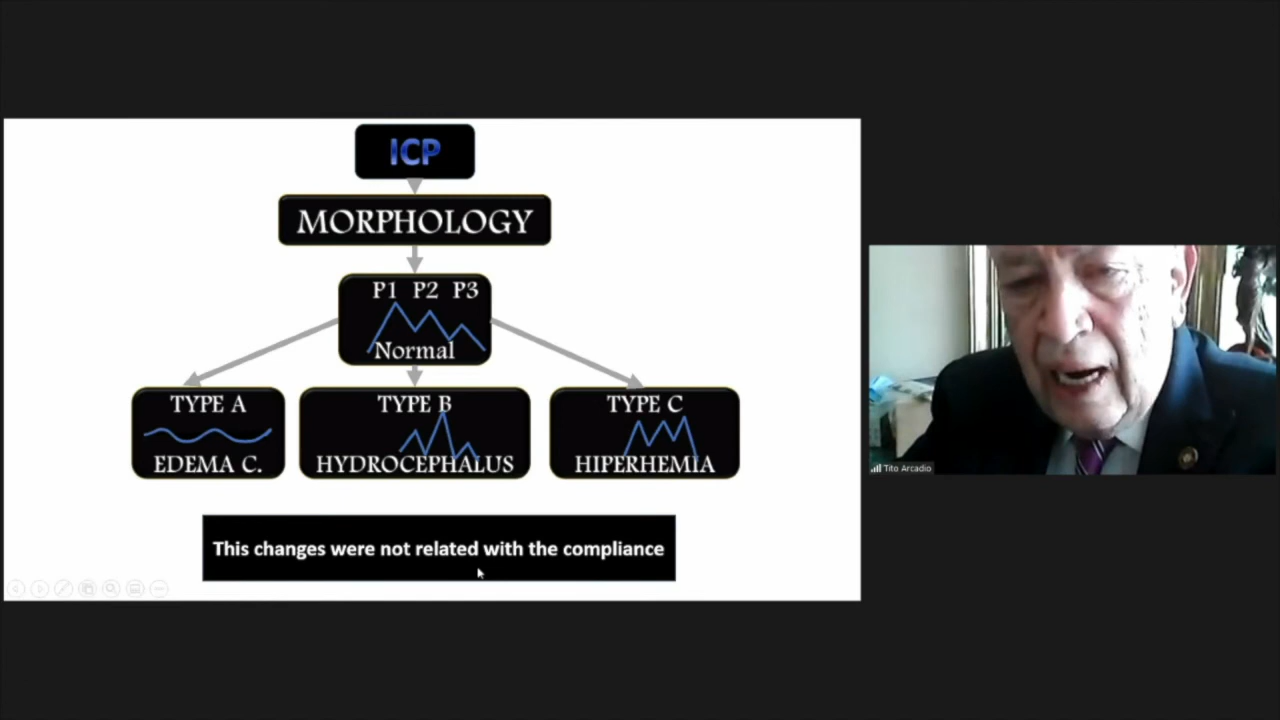 ICP
MORPHOLOGY
P1 P2 P3
Normal
TYPE A
EDEMA C.
TYPE B
HYDROCEPHALUS
TYPE C
HIPERHEMIA
This changes were not related with the compliance
Tito Arcadio